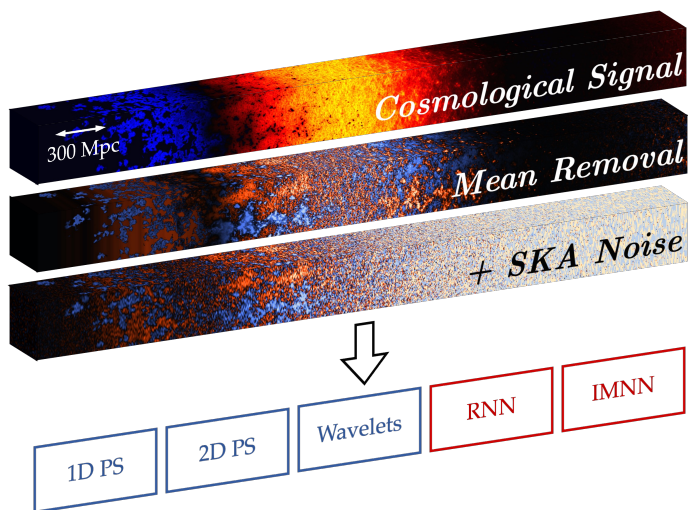 Cosmological Signal
300 Mpc
Mean Removal
+ SKA Noise
1D PS
2D PS
Wavelets
RNN
IMNN